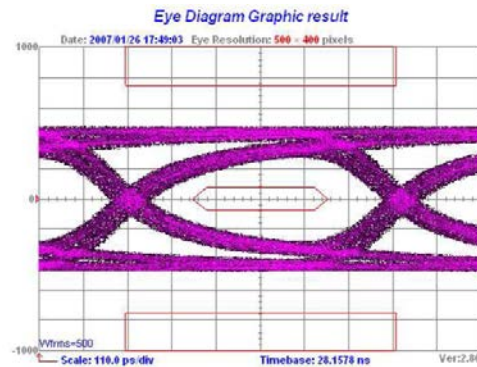 Eye Diagram Graphic result
Date: 2007/01/26 17:49:03 Eye Resolution: 500 × 400 pixels
1000
0
-1000
Wfrms=500
Scale: 110.0 ps/div Timebase: 28.1578 ns